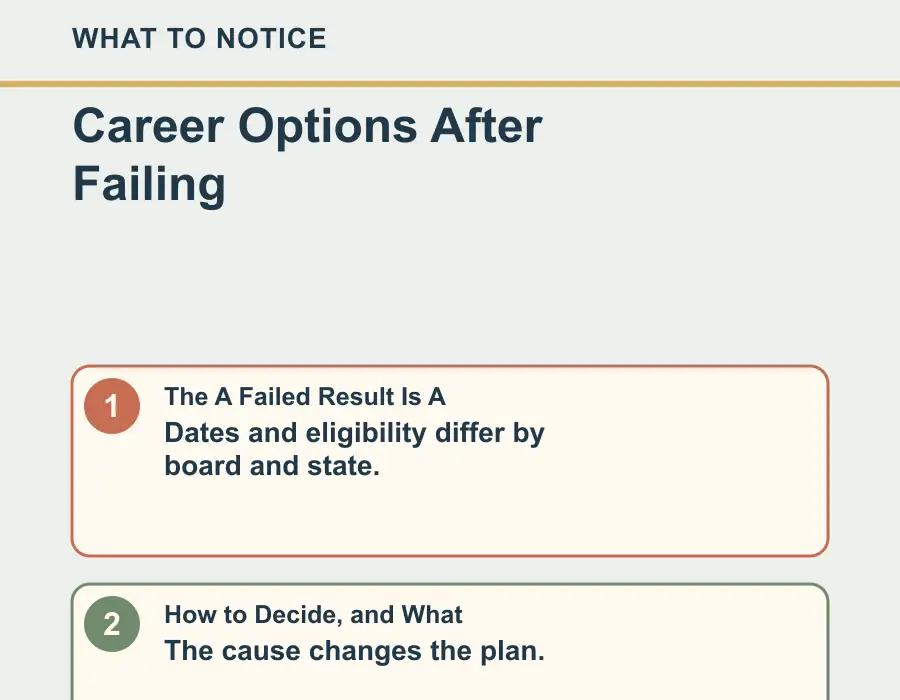 WHAT TO NOTICE
Career Options After
Failing
1
The A Failed Result Is A
Dates and eligibility differ by
board and state.
2
How to Decide, and What
The cause changes the plan.